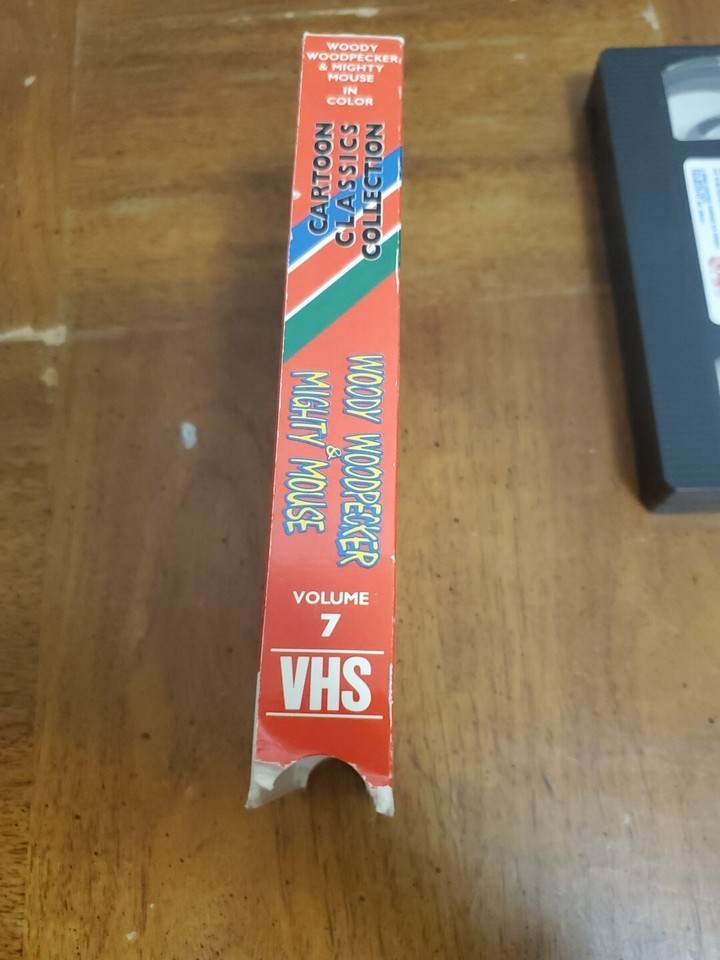 WOODY
WOODPECKER
& MIGHTY
MOUSE
IN
COLOR
CARTOON
CLASSICS
COLLECTION
WOODY WOODPECKER
&
MIGHTY MOUSE
VOLUME
7
VHS